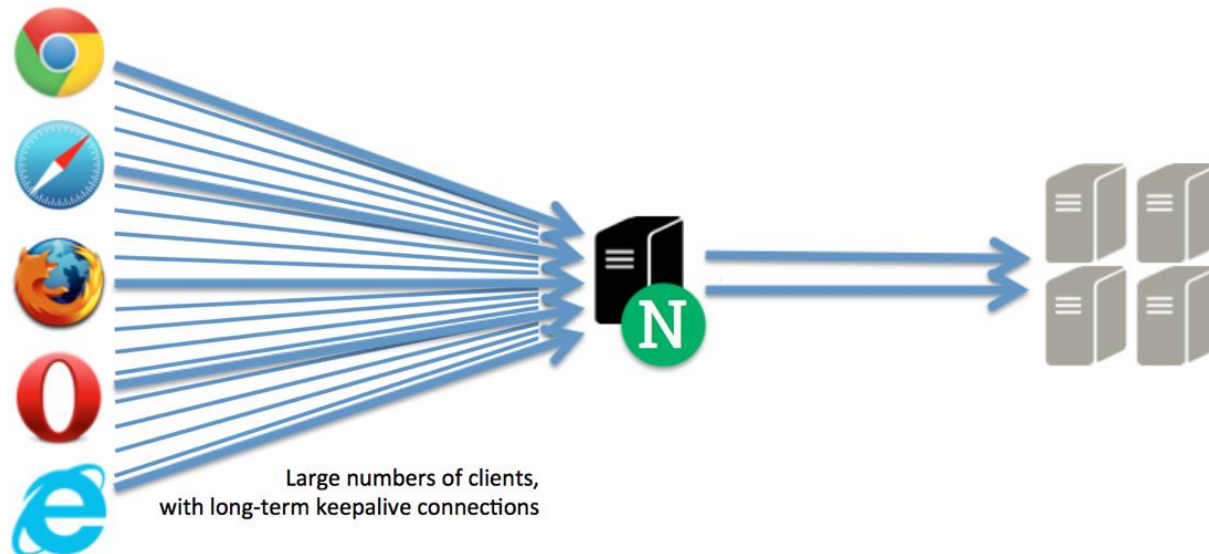 N
Large numbers of clients,
with long-term keepalive connections